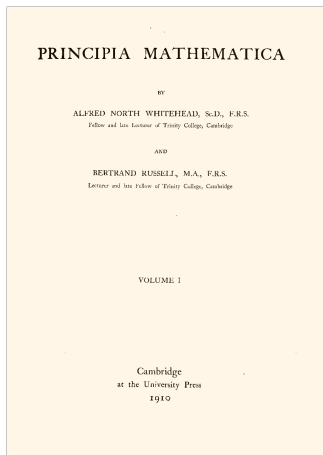 PRINCIPIA MATHEMATICA
BY
ALFRED NORTH WHITEHEAD, Sc.D., F.R.S.
Fellow and late Lecturer of Trinity College, Cambridge
AND
BERTRAND RUSSELL, M.A., F.R.S.
Lecturer and late Fellow of Trinity College, Cambridge
VOLUME I
Cambridge
at the University Press
1910